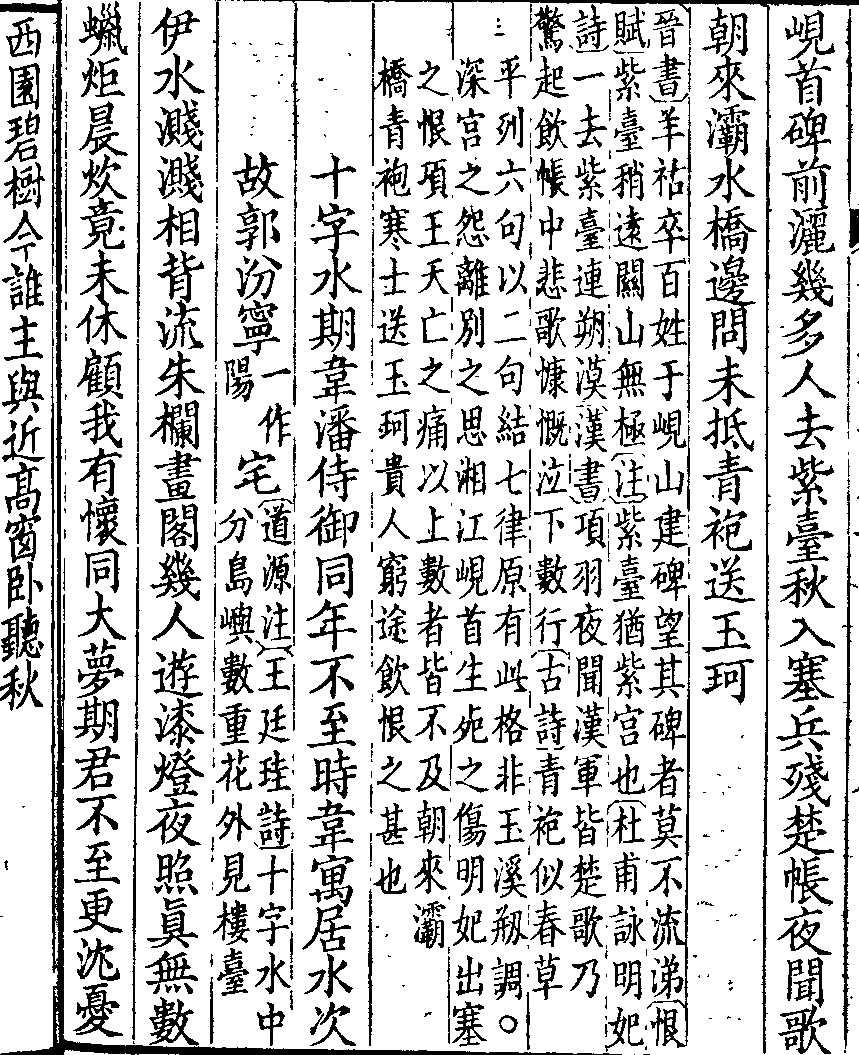 峴首碑前灑幾多人去紫臺秋入塞兵殘楚帳夜聞歌
朝來灞水橋邊問未抵青袍送玉珂
晉書羊祜卒百姓于峴山建碑望其碑者莫不流涕恨
賦紫臺稍遠關山無極注紫臺猶紫宮也杜甫詠明妃
詩一去紫臺連朔漠漢書項羽夜聞漢軍皆楚歌乃
驚起飲帳中悲歌慷慨泣下數行古詩青袍似春草
平列六句以二句結七律原有此格非玉溪剏調○
深宮之怨離別之思湘江峴首生死之傷明妃出塞
之恨項王天亡之痛以上數者皆不及朝來灞
橋青袍寒士送玉珂貴人窮途飲恨之甚也
十字水期韋潘侍御同年不至時韋寓居水次
故郭汾寧一作陽宅道源注王廷珪詩十字水中
分島嶼數重花外見樓臺
伊水濺濺相背流朱欄畫閣幾人遊漆燈夜照眞無數
蠟炬晨炊竟未休顧我有懷同大夢期君不至更沈憂
西園碧樹今誰主與近高窗卧聽秋